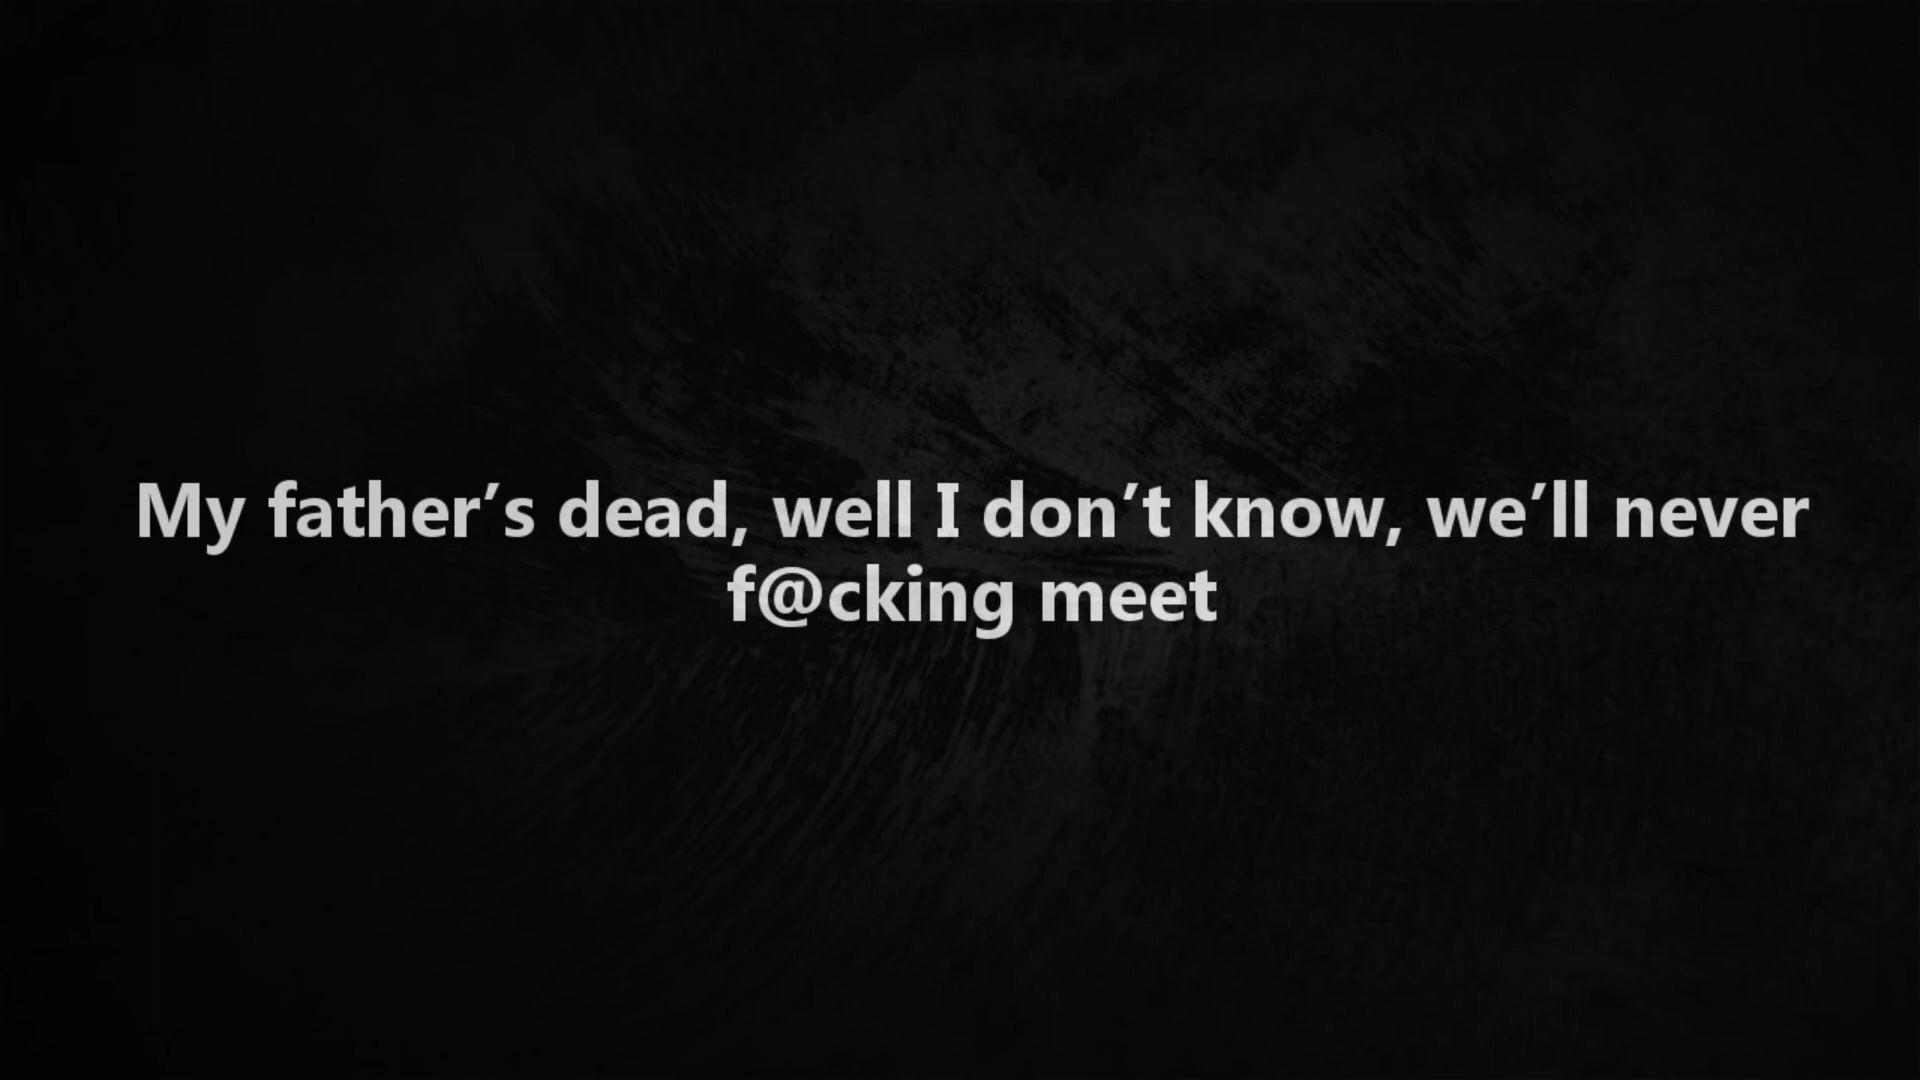 My father’s dead, well I don’t know, we’ll never
f@cking meet